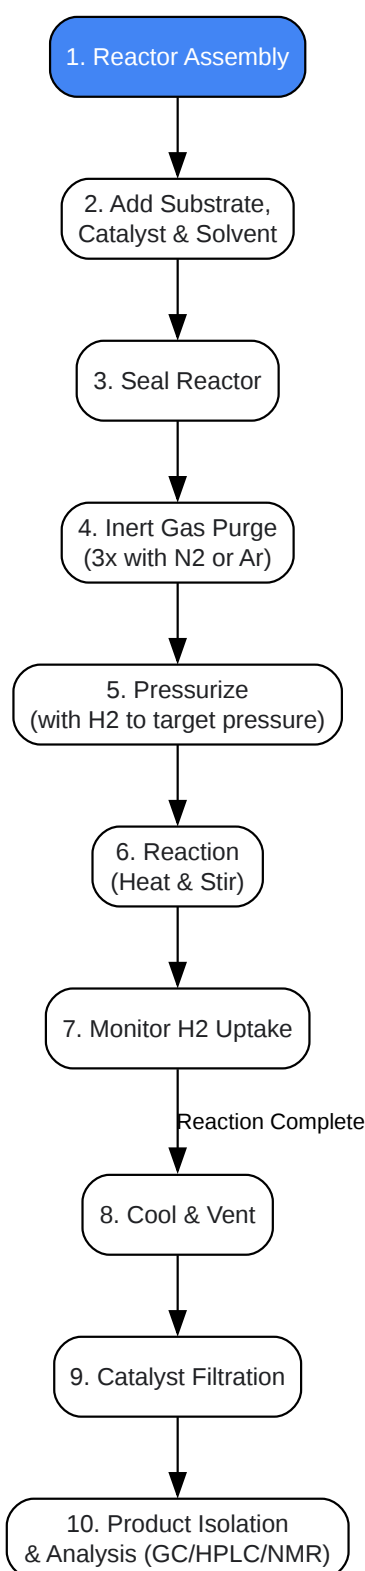 1. Reactor Assembly
2. Add Substrate,
Catalyst & Solvent
3. Seal Reactor
4. Inert Gas Purge
(3x with N2 or Ar)
5. Pressurize
(with H2 to target pressure)
6. Reaction
(Heat & Stir)
7. Monitor H2 Uptake
Reaction Complete
8. Cool & Vent
9. Catalyst Filtration
10. Product Isolation
& Analysis (GC/HPLC/NMR)